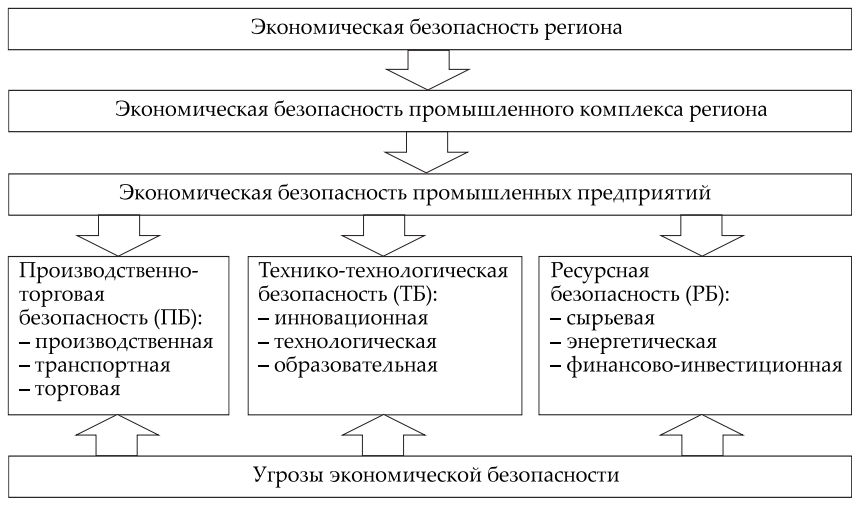 Экономическая безопасность региона
Экономическая безопасность промышленного комплекса региона
Экономическая безопасность промышленных предприятий
Производственно-
торговая
безопасность (ПБ):
– производственная
– транспортная
– торговая
Технико-технологическая
безопасность (ТБ):
– инновационная
– технологическая
– образовательная
Ресурсная
безопасность (РБ):
– сырьевая
– энергетическая
– финансово-инвестиционная
Угрозы экономической безопасности